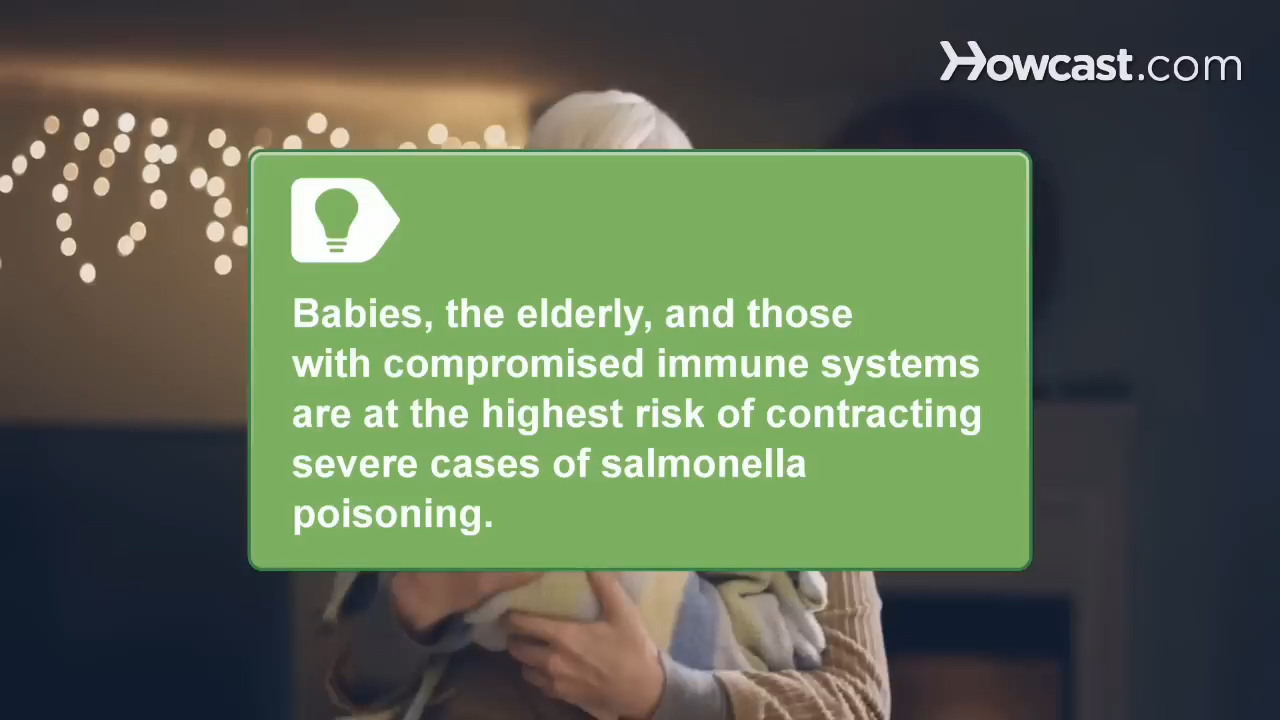 Howcast.com
Babies, the elderly, and those
with compromised immune systems
are at the highest risk of contracting
severe cases of salmonella
poisoning.